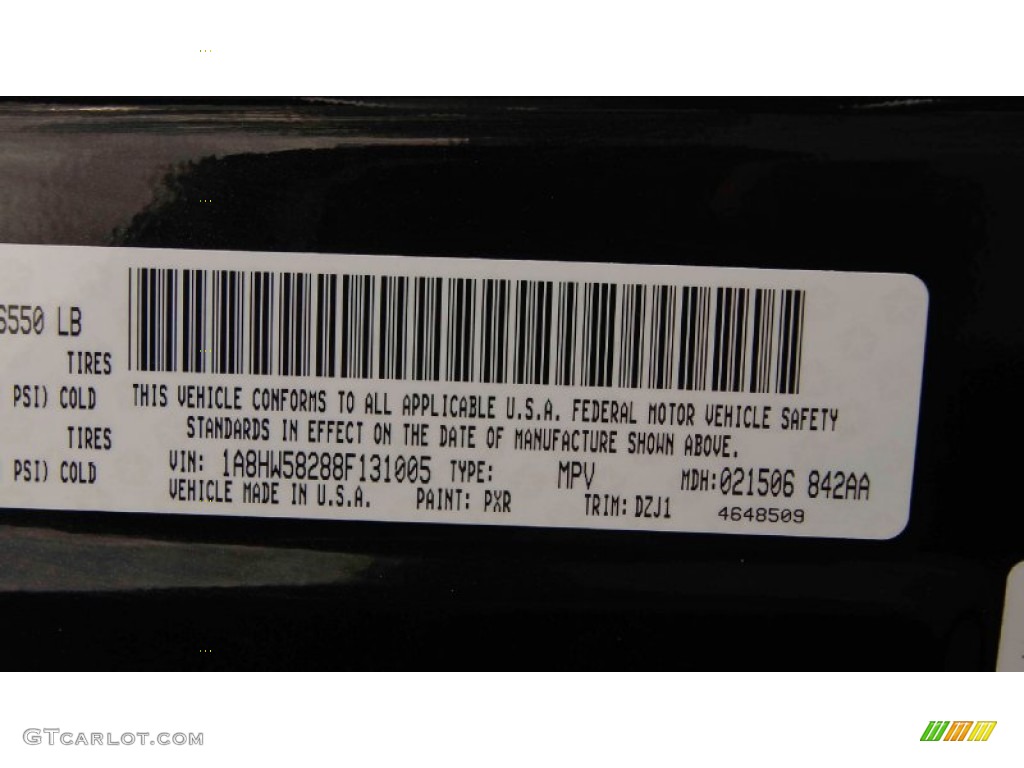 6550 LB
TIRES
PSI) COLD
TIRES
PSI) COLD
THIS VEHICLE CONFORMS TO ALL APPLICABLE U.S.A. FEDERAL MOTOR VEHICLE SAFETY
STANDARDS IN EFFECT ON THE DATE OF MANUFACTURE SHOWN ABOVE.
VIN: 1A8HW58288F131005 TYPE: MPV MDH:021506 842AA
VEHICLE MADE IN U.S.A. PAINT: PXR TRIM: DZJ1 4648509
GTCARLOT.COM